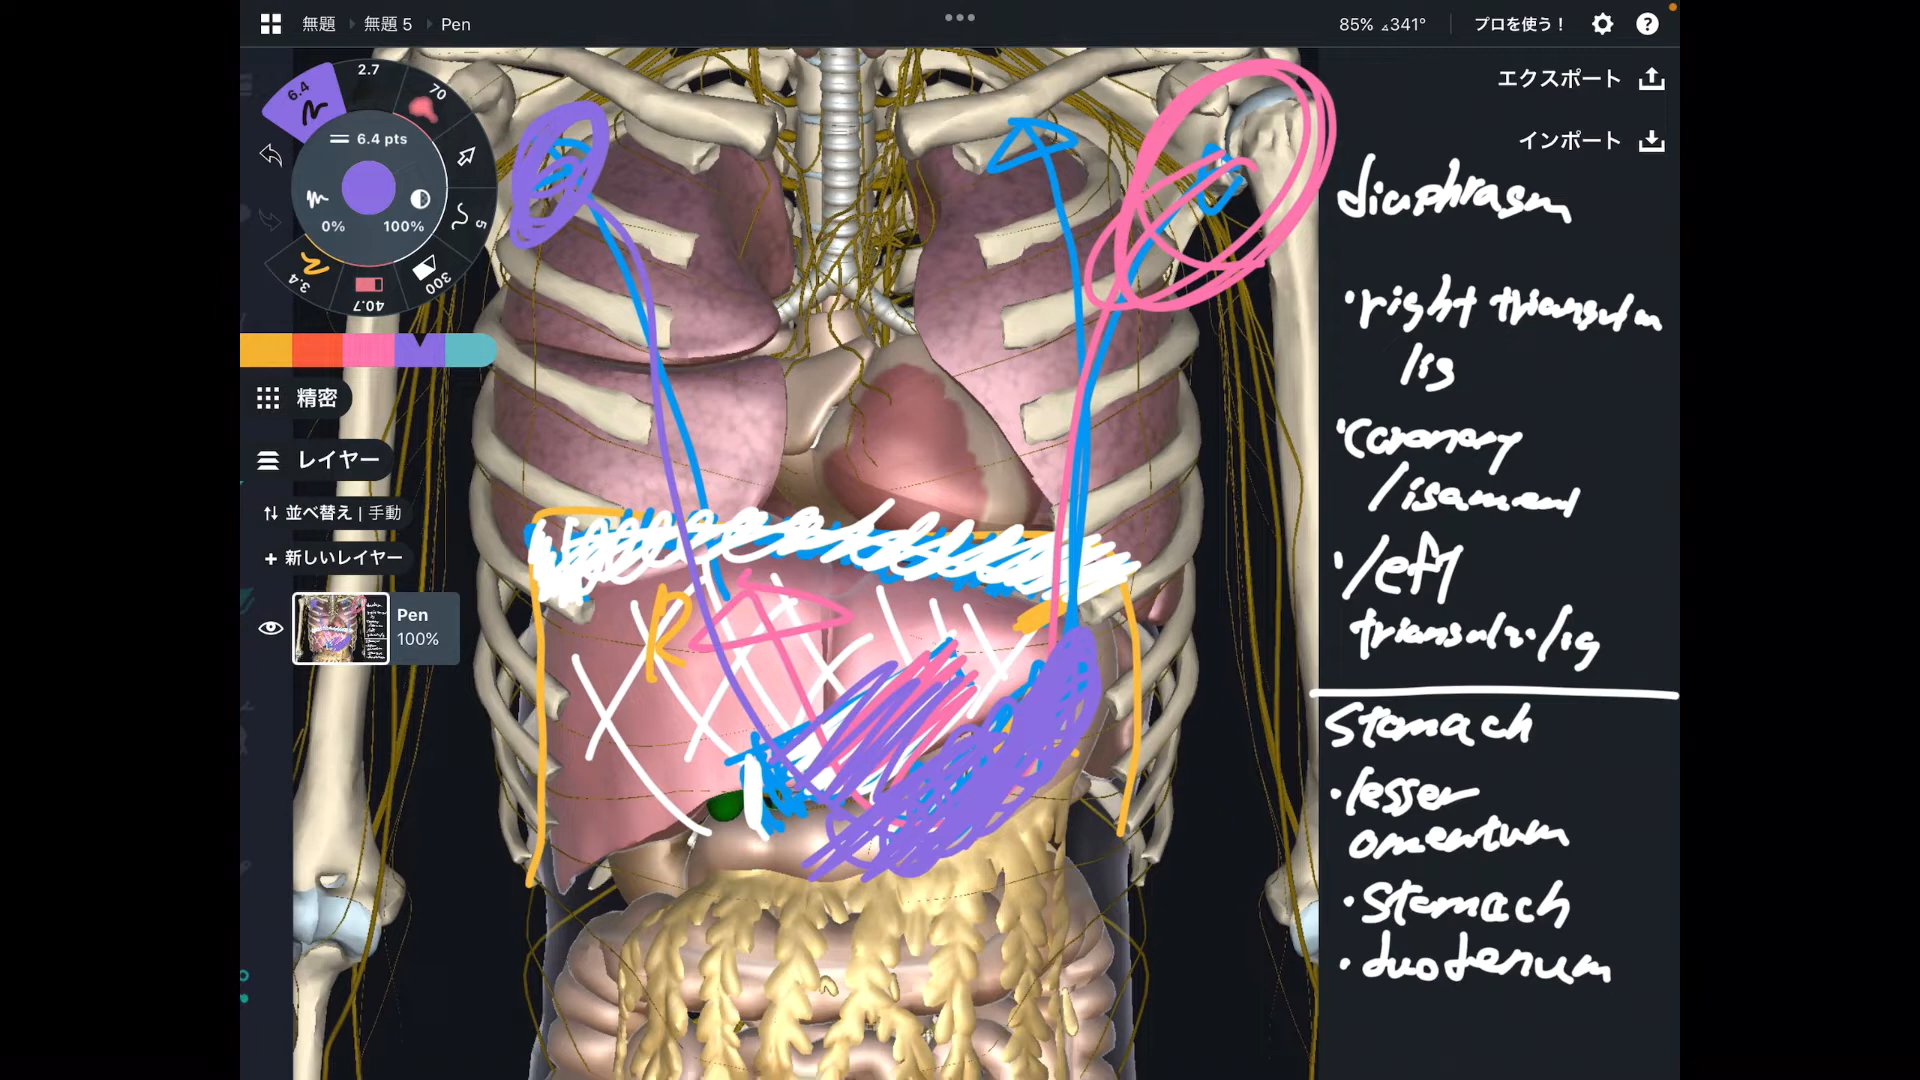 無題 無題 5 Pen
85% ⊿341° プロを使う！
エクスポート
インポート
2.7
6.4
70
6.4 pts
5
0% 100%
3.4
300
40.7
精密
レイヤー
並べ替え | 手動
+ 新しいレイヤー
Pen
100%
R
diaphragm
・right triangular
lig
・coronary
ligament
・left
triangular lig
Stomach
・lesser
omentum
・Stomach
・duodenum